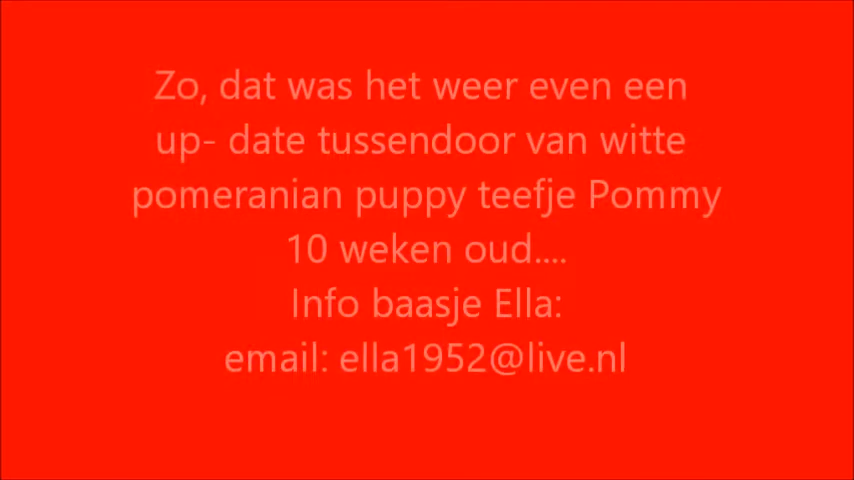 Zo, dat was het weer even een
up- date tussendoor van witte
pomeranian puppy teefje Pommy
10 weken oud....
Info baasje Ella:
email: ella1952@live.nl